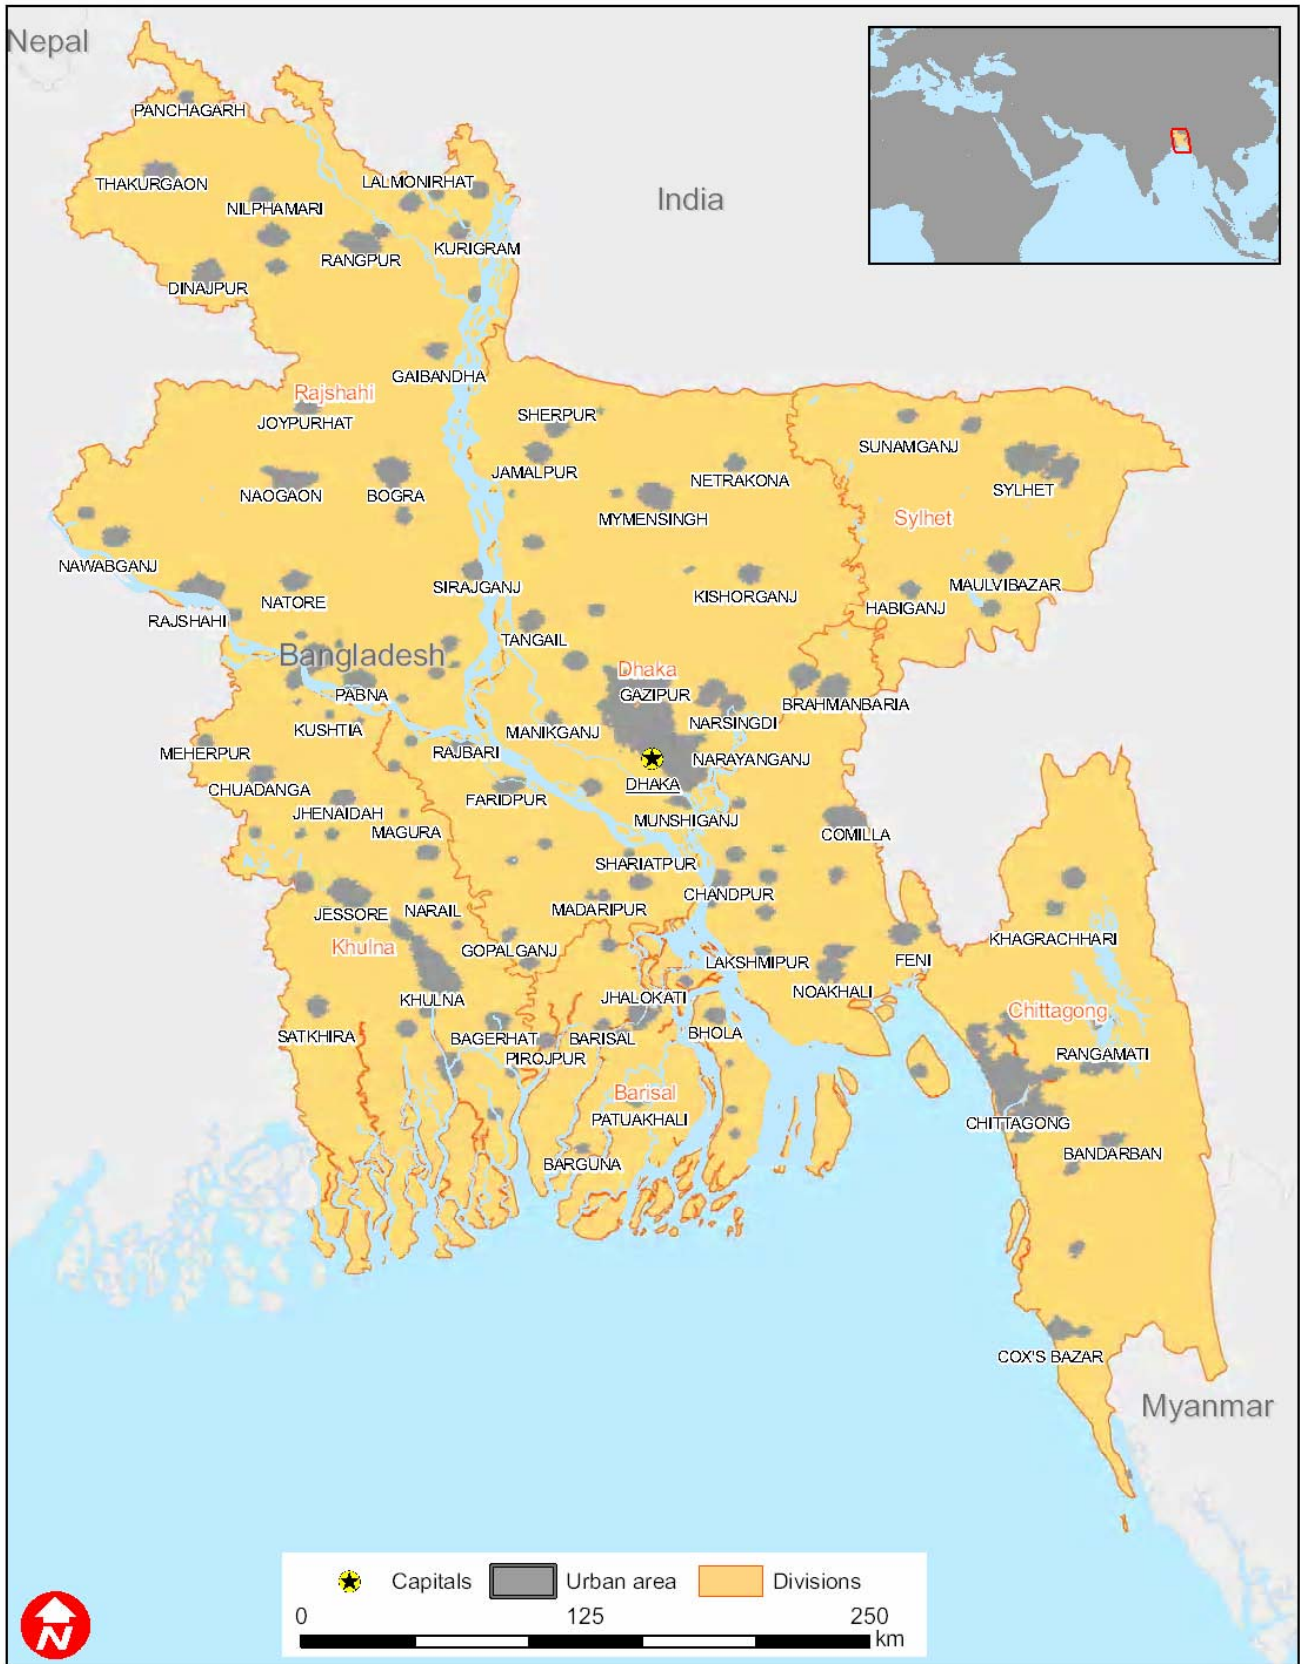 Nepal
PANCHAGARH
THAKURGAON
LALMONIRHAT
India
NILPHAMARI
KURIGRAM
RANGPUR
DINAJPUR
GAIBANDHA
Rajshahi
JOYPURHAT
SHERPUR
SUNAMGANJ
JAMALPUR
NETRAKONA
NAOGAON
BOGRA
SYLHET
MYMENSINGH
Sylhet
NAWABGANJ
SIRAJGANJ
MAULVIBAZAR
NATORE
KISHORGANJ
HABIGANJ
RAJSHAHI
TANGAIL
Bangladesh
Dhaka
PABNA
GAZIPUR
BRAHMANBARIA
KUSHTIA
MANIKGANJ
NARSINGDI
MEHERPUR
RAJBARI
NARAYANGANJ
CHUADANGA
DHAKA
FARIDPUR
JHENAIDAH
MUNSHIGANJ
MAGURA
COMILLA
SHARIATPUR
CHANDPUR
JESSORE
NARAIL
MADARIPUR
Khulna
GOPALGANJ
KHAGRACHHARI
LAKSHMIPUR
FENI
KHULNA
JHALOKATI
NOAKHALI
Chittagong
SATKHIRA
BAGERHAT
BARISAL
BHOLA
PIROJPUR
RANGAMATI
Barisal
PATUAKHALI
CHITTAGONG
BARGUNA
BANDARBAN
COX'S BAZAR
Myanmar
Capitals Urban area Divisions
0 125 250
km
N